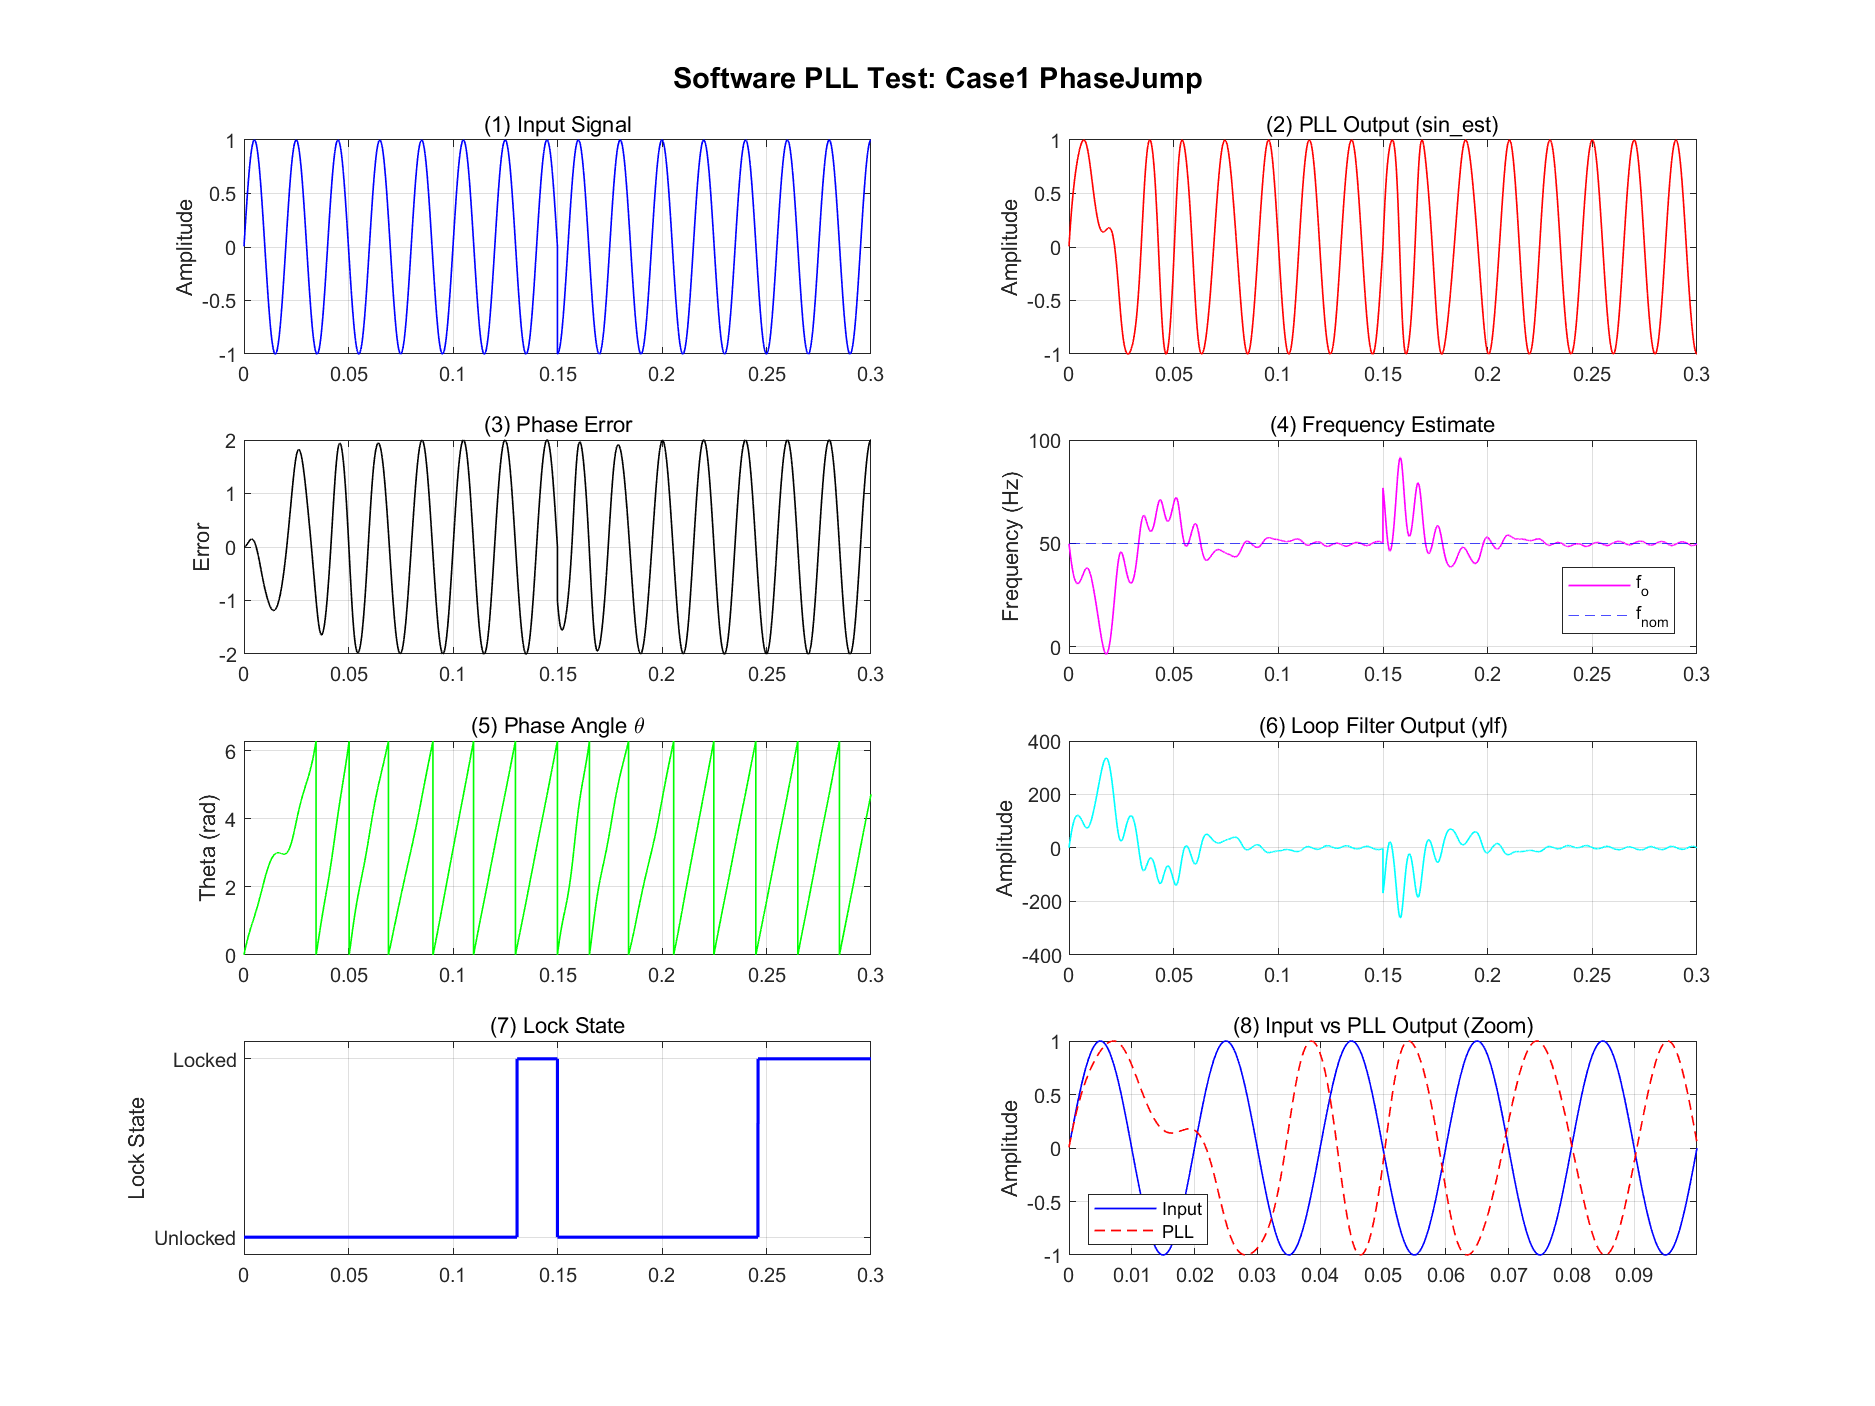 Software PLL Test: Case1 PhaseJump
(1) Input Signal
Amplitude
1
0.5
0
-0.5
-1
0 0.05 0.1 0.15 0.2 0.25 0.3
(2) PLL Output (sin_est)
Amplitude
1
0.5
0
-0.5
-1
0 0.05 0.1 0.15 0.2 0.25 0.3
(3) Phase Error
Error
2
1
0
-1
-2
0 0.05 0.1 0.15 0.2 0.25 0.3
(4) Frequency Estimate
Frequency (Hz)
100
50
0
f_o
f_nom
0 0.05 0.1 0.15 0.2 0.25 0.3
(5) Phase Angle θ
Theta (rad)
6
4
2
0
0 0.05 0.1 0.15 0.2 0.25 0.3
(6) Loop Filter Output (ylf)
Amplitude
400
200
0
-200
-400
0 0.05 0.1 0.15 0.2 0.25 0.3
(7) Lock State
Lock State
Locked
Unlocked
0 0.05 0.1 0.15 0.2 0.25 0.3
(8) Input vs PLL Output (Zoom)
Amplitude
1
0.5
0
-0.5
-1
Input
PLL
0 0.01 0.02 0.03 0.04 0.05 0.06 0.07 0.08 0.09